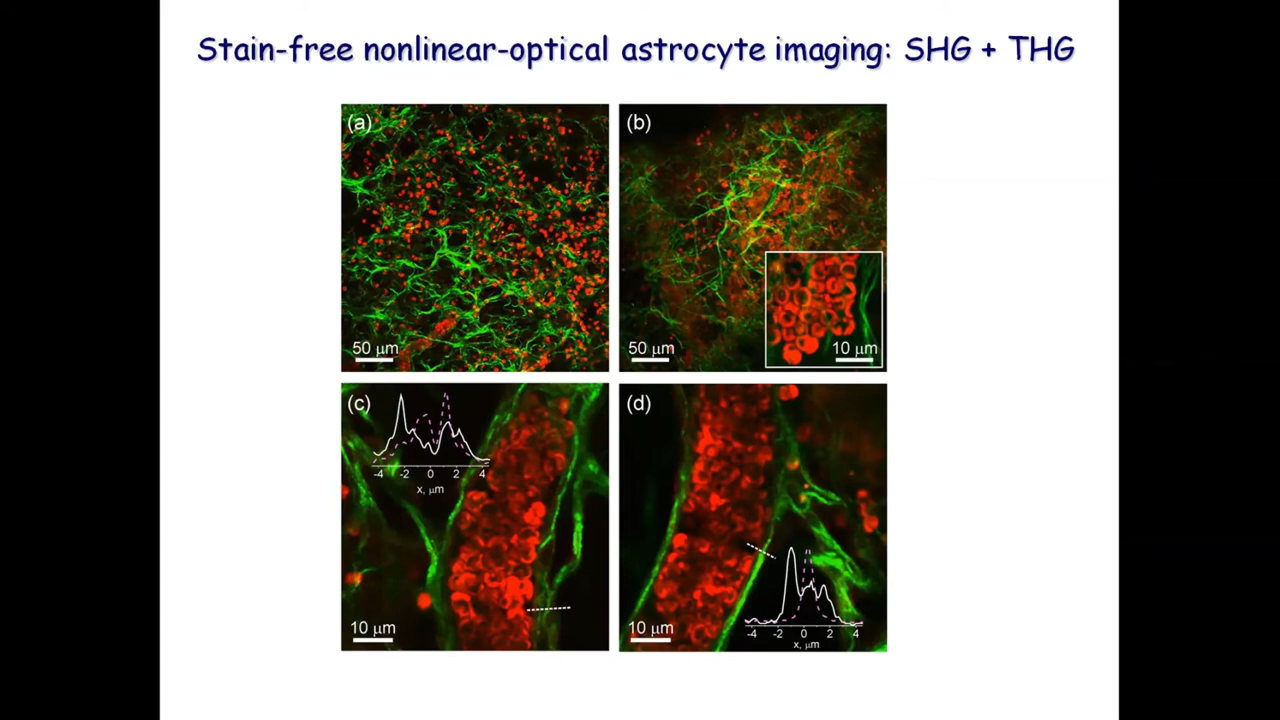 Stain-free nonlinear-optical astrocyte imaging: SHG + THG
(a)
50 μm
(b)
50 μm
10 μm
(c)
-4 -2 0 2 4
x, μm
10 μm
(d)
10 μm
-4 -2 0 2 4
x, μm